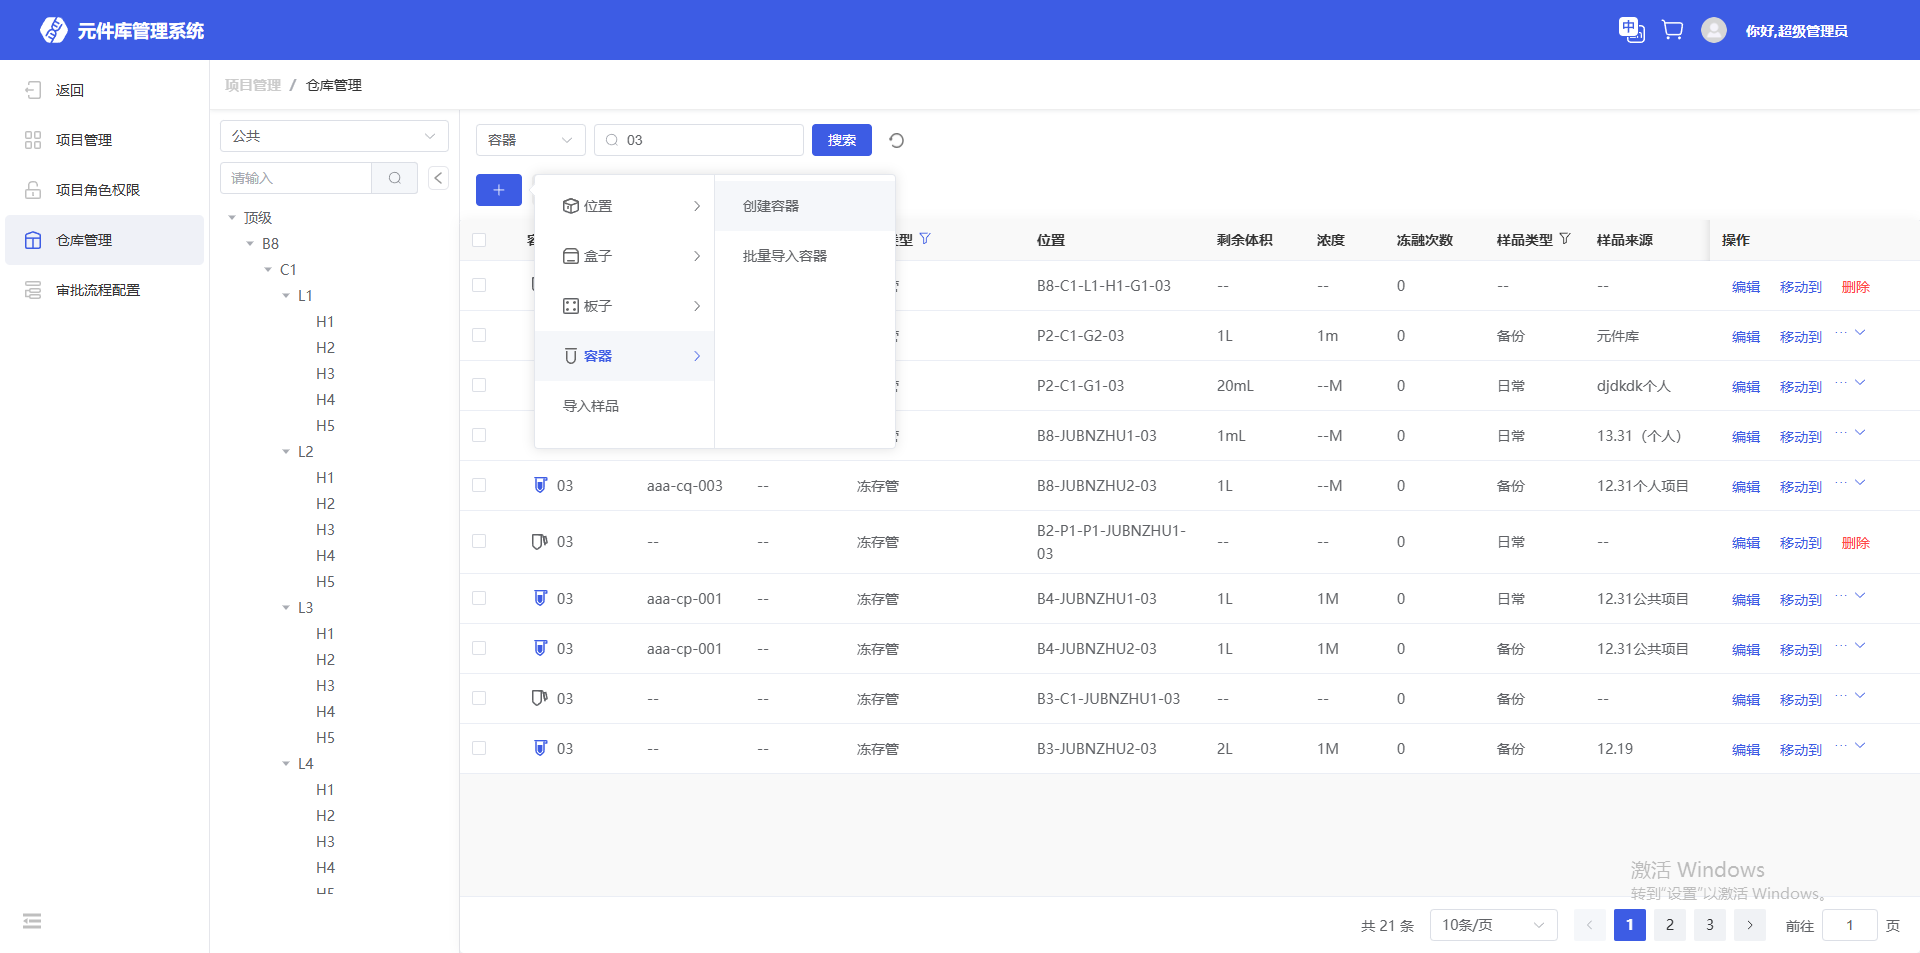 元件库管理系统
中
你好,超级管理员
返回
项目管理
项目角色权限
仓库管理
审批流程配置
项目管理 / 仓库管理
公共
请输入
顶级
B8
C1
L1
H1
H2
H3
H4
H5
L2
H1
H2
H3
H4
H5
L3
H1
H2
H3
H4
H5
L4
H1
H2
H3
H4
H5
容器 03 搜索
位置
盒子
板子
容器
导入样品
创建容器
批量导入容器
型 位置 剩余体积 浓度 冻融次数 样品类型 样品来源 操作
B8-C1-L1-H1-G1-03 -- -- 0 -- -- 编辑 移动到 删除
P2-C1-G2-03 1L 1m 0 备份 元件库 编辑 移动到 ...
P2-C1-G1-03 20mL --M 0 日常 djdkdk个人 编辑 移动到 ...
B8-JUBNZHU1-03 1mL --M 0 日常 13.31（个人） 编辑 移动到 ...
03 aaa-cq-003 -- 冻存管 B8-JUBNZHU2-03 1L --M 0 备份 12.31个人项目 编辑 移动到 ...
03 -- -- 冻存管 B2-P1-P1-JUBNZHU1-
03 -- -- 0 日常 -- 编辑 移动到 删除
03 aaa-cp-001 -- 冻存管 B4-JUBNZHU1-03 1L 1M 0 日常 12.31公共项目 编辑 移动到 ...
03 aaa-cp-001 -- 冻存管 B4-JUBNZHU2-03 1L 1M 0 备份 12.31公共项目 编辑 移动到 ...
03 -- -- 冻存管 B3-C1-JUBNZHU1-03 -- -- 0 备份 -- 编辑 移动到 ...
03 -- -- 冻存管 B3-JUBNZHU2-03 2L 1M 0 备份 12.19 编辑 移动到 ...
激活 Windows
转到“设置”以激活 Windows。
共 21 条 10条/页 1 2 3 前往 1 页